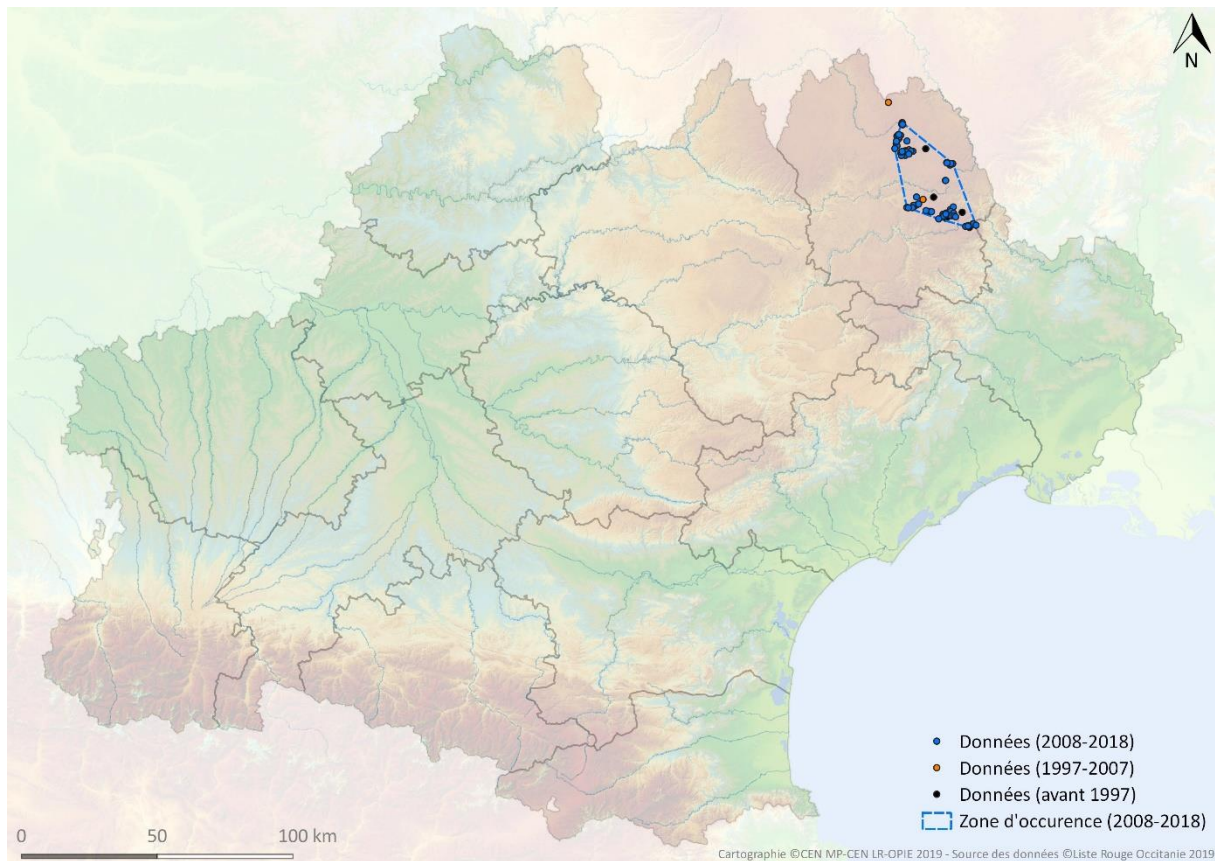 N
Données (2008-2018)
Données (1997-2007)
Données (avant 1997)
Zone d'occurence (2008-2018)
0 50 100 km
Cartographie ©CEN MP-CEN LR-OPIE 2019 - Source des données ©Liste Rouge Occitanie 2019